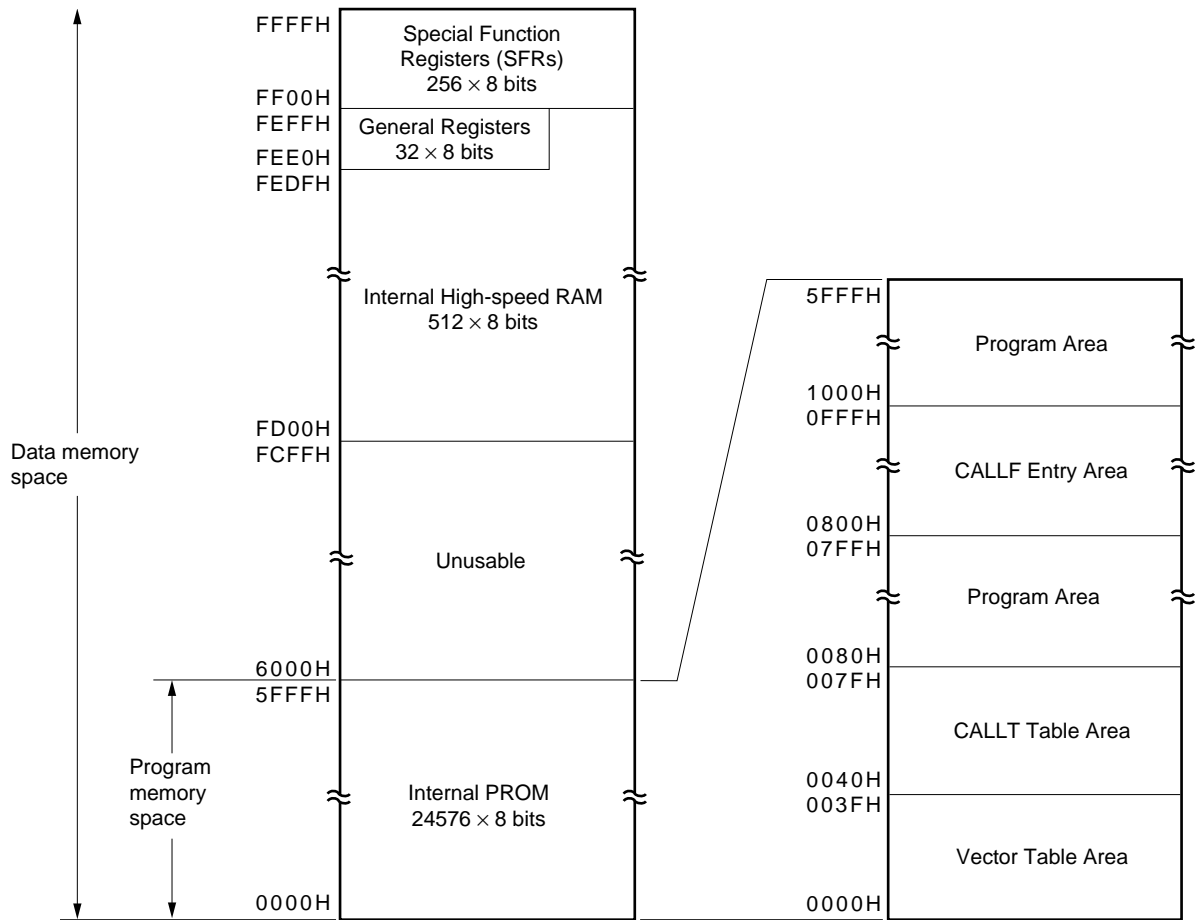 FFFFH
Special Function
Registers (SFRs)
256 × 8 bits
FF00H
FEFFH
General Registers
32 × 8 bits
FEE0H
FEDFH
Internal High-speed RAM
512 × 8 bits
FD00H
FCFFH
Data memory
space
Unusable
6000H
5FFFH
Program
memory
space
Internal PROM
24576 × 8 bits
0000H
5FFFH
Program Area
1000H
0FFFH
CALLF Entry Area
0800H
07FFH
Program Area
0080H
007FH
CALLT Table Area
0040H
003FH
Vector Table Area
0000H